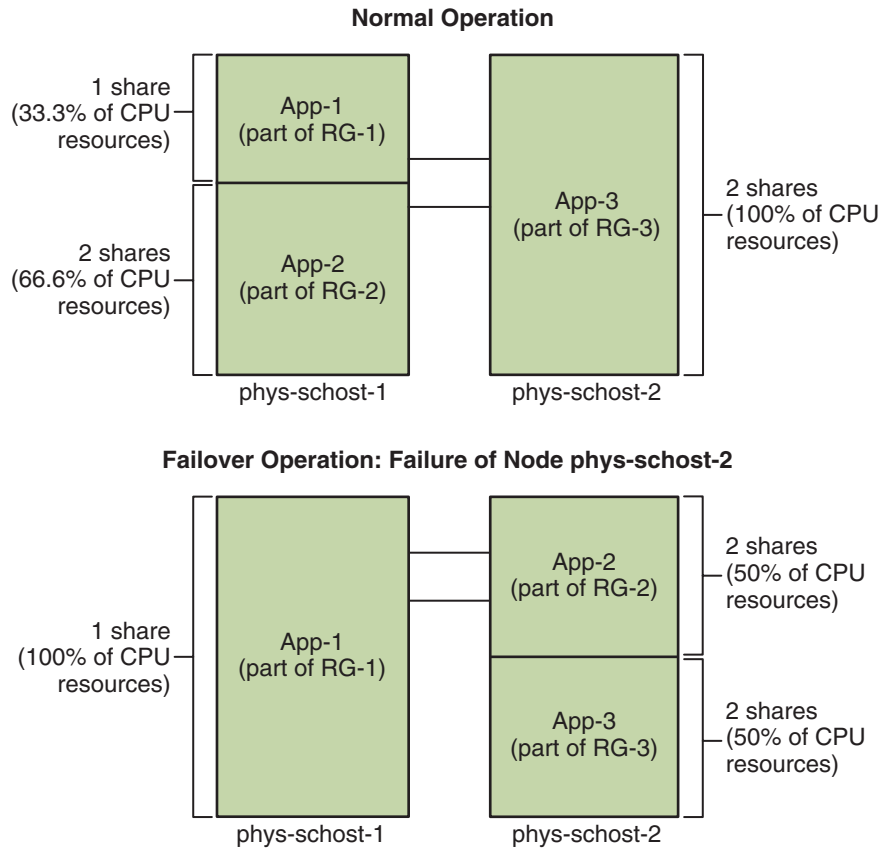 Normal Operation
1 share
(33.3% of CPU
resources)
2 shares
(66.6% of CPU
resources)
App-1
(part of RG-1)
App-2
(part of RG-2)
App-3
(part of RG-3)
2 shares
(100% of CPU
resources)
phys-schost-1
phys-schost-2
Failover Operation: Failure of Node phys-schost-2
1 share
(100% of CPU
resources)
App-1
(part of RG-1)
App-2
(part of RG-2)
App-3
(part of RG-3)
2 shares
(50% of CPU
resources)
2 shares
(50% of CPU
resources)
phys-schost-1
phys-schost-2